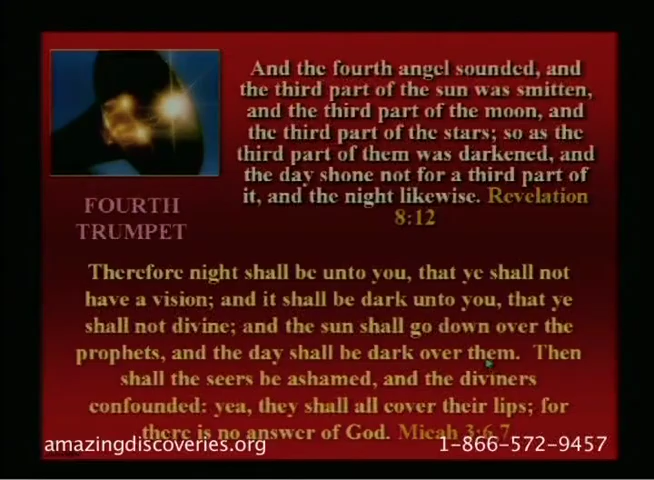 And the fourth angel sounded, and
the third part of the sun was smitten,
and the third part of the moon, and
the third part of the stars; so as the
third part of them was darkened, and
the day shone not for a third part of
it, and the night likewise. Revelation
8:12
FOURTH
TRUMPET
Therefore night shall be unto you, that ye shall not
have a vision; and it shall be dark unto you, that ye
shall not divine; and the sun shall go down over the
prophets, and the day shall be dark over them. Then
shall the seers be ashamed, and the diviners
confounded: yea, they shall all cover their lips; for
there is no answer of God. Micah 3:6,7
amazingdiscoveries.org
1-866-572-9457